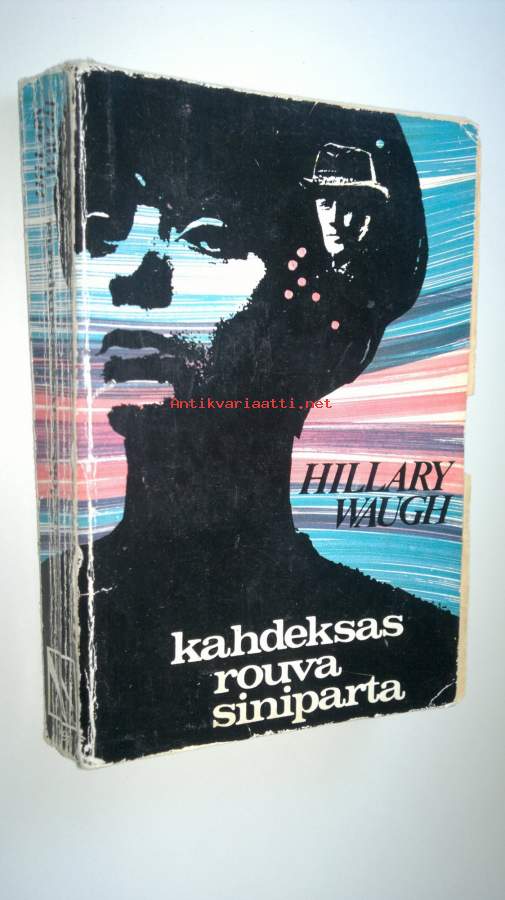 Antikvariaatti.net
HILLARY
WAUGH
kahdeksas
rouva
siniparta